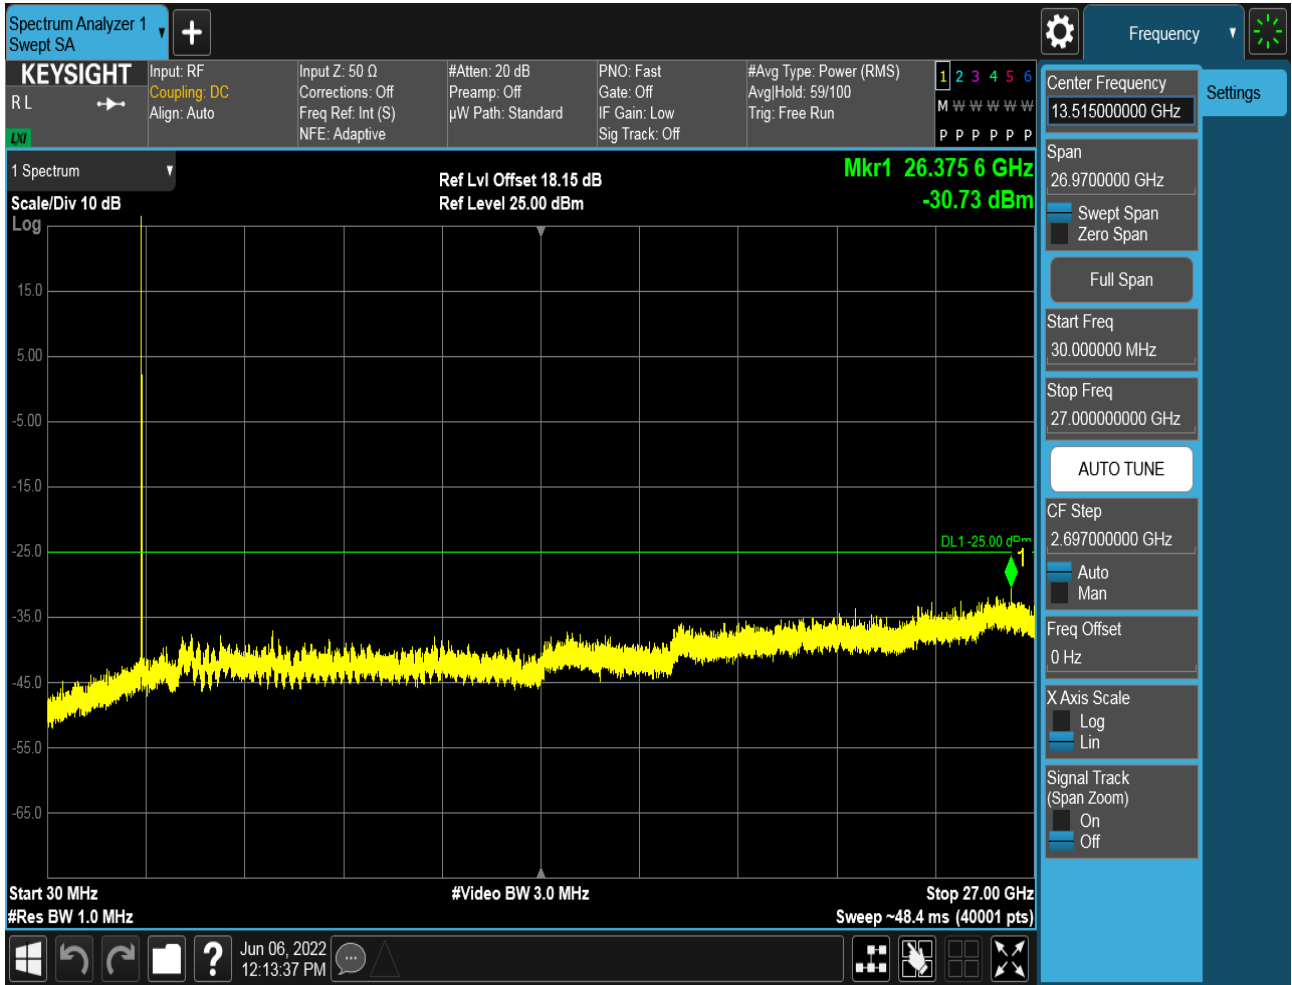 Spectrum Analyzer 1
Swept SA
Frequency
KEYSIGHT
R L
LXI
Input: RF
Coupling: DC
Align: Auto
Input Z: 50 Ω
Corrections: Off
Freq Ref: Int (S)
NFE: Adaptive
#Atten: 20 dB
Preamp: Off
µW Path: Standard
PNO: Fast
Gate: Off
IF Gain: Low
Sig Track: Off
#Avg Type: Power (RMS)
Avg|Hold: 59/100
Trig: Free Run
1 2 3 4 5 6
M W W W W W
P P P P P P
1 Spectrum
Scale/Div 10 dB
Log
Ref Lvl Offset 18.15 dB
Ref Level 25.00 dBm
Mkr1 26.375 6 GHz
-30.73 dBm
15.0
5.00
-5.00
-15.0
-25.0
-35.0
-45.0
-55.0
-65.0
DL1 -25.00 dBm
1
Start 30 MHz
#Res BW 1.0 MHz
#Video BW 3.0 MHz
Stop 27.00 GHz
Sweep ~48.4 ms (40001 pts)
Center Frequency
13.515000000 GHz
Span
26.9700000 GHz
Swept Span
Zero Span
Full Span
Start Freq
30.000000 MHz
Stop Freq
27.000000000 GHz
AUTO TUNE
CF Step
2.697000000 GHz
Auto
Man
Freq Offset
0 Hz
X Axis Scale
Log
Lin
Signal Track
(Span Zoom)
On
Off
Settings
?
Jun 06, 2022
12:13:37 PM